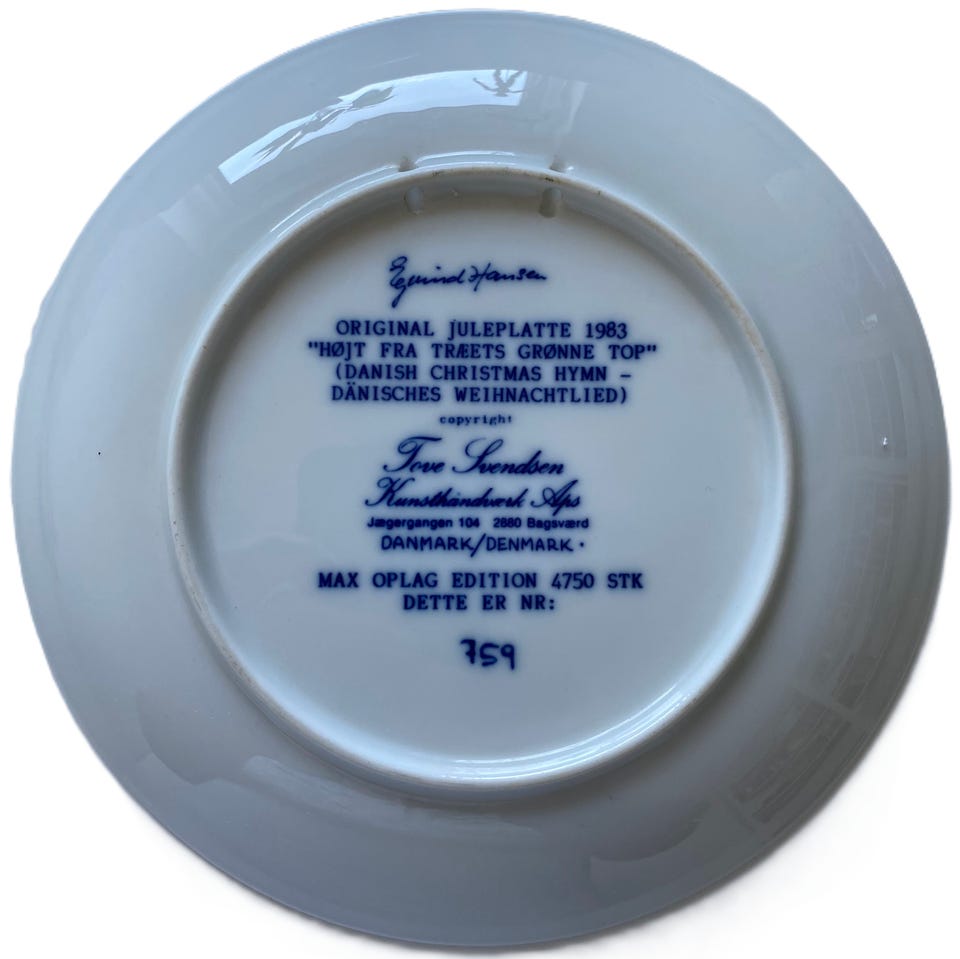 Ejvind Hansen
ORIGINAL JULEPLATTE 1983
"HØJT FRA TRÆETS GRØNNE TOP"
(DANISH CHRISTMAS HYMN –
DÄNISCHES WEIHNACHTLIED)
copyright
Tove Svendsen
Kunsthåndværk Aps
Jægergangen 104 2880 Bagsværd
DANMARK/DENMARK.
MAX OPLAG EDITION 4750 STK
DETTE ER NR:
759